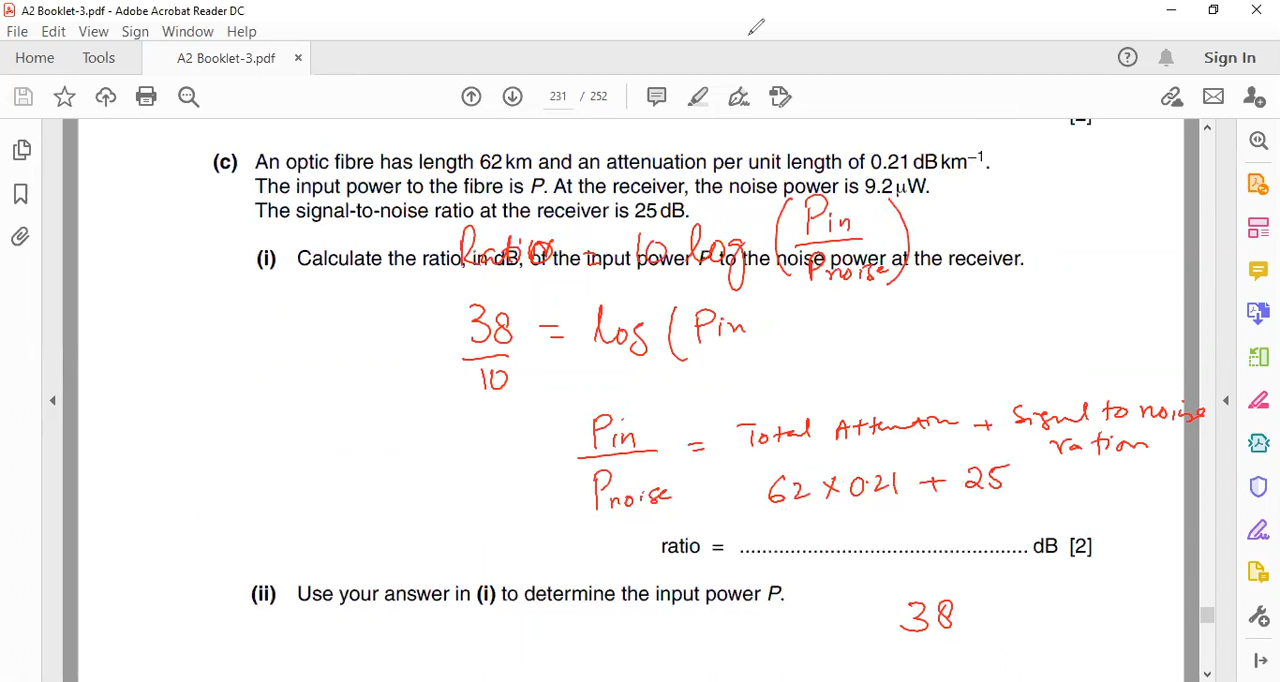 A2 Booklet-3.pdf - Adobe Acrobat Reader DC
File Edit View Sign Window Help
Home Tools A2 Booklet-3.pdf × Sign In
231 / 252
(c) An optic fibre has length 62 km and an attenuation per unit length of 0.21 dB km⁻¹.
The input power to the fibre is P. At the receiver, the noise power is 9.2 μW.
The signal-to-noise ratio at the receiver is 25 dB.
(i) Calculate the ratio, in dB, of the input power P to the noise power at the receiver.
= 10 log (Pin / Pnoise)
38 / 10 = log (Pin
Pin / Pnoise = Total + Signal to noise
ration
62 × 0.21 + 25
ratio = ................................................ dB [2]
(ii) Use your answer in (i) to determine the input power P.
38